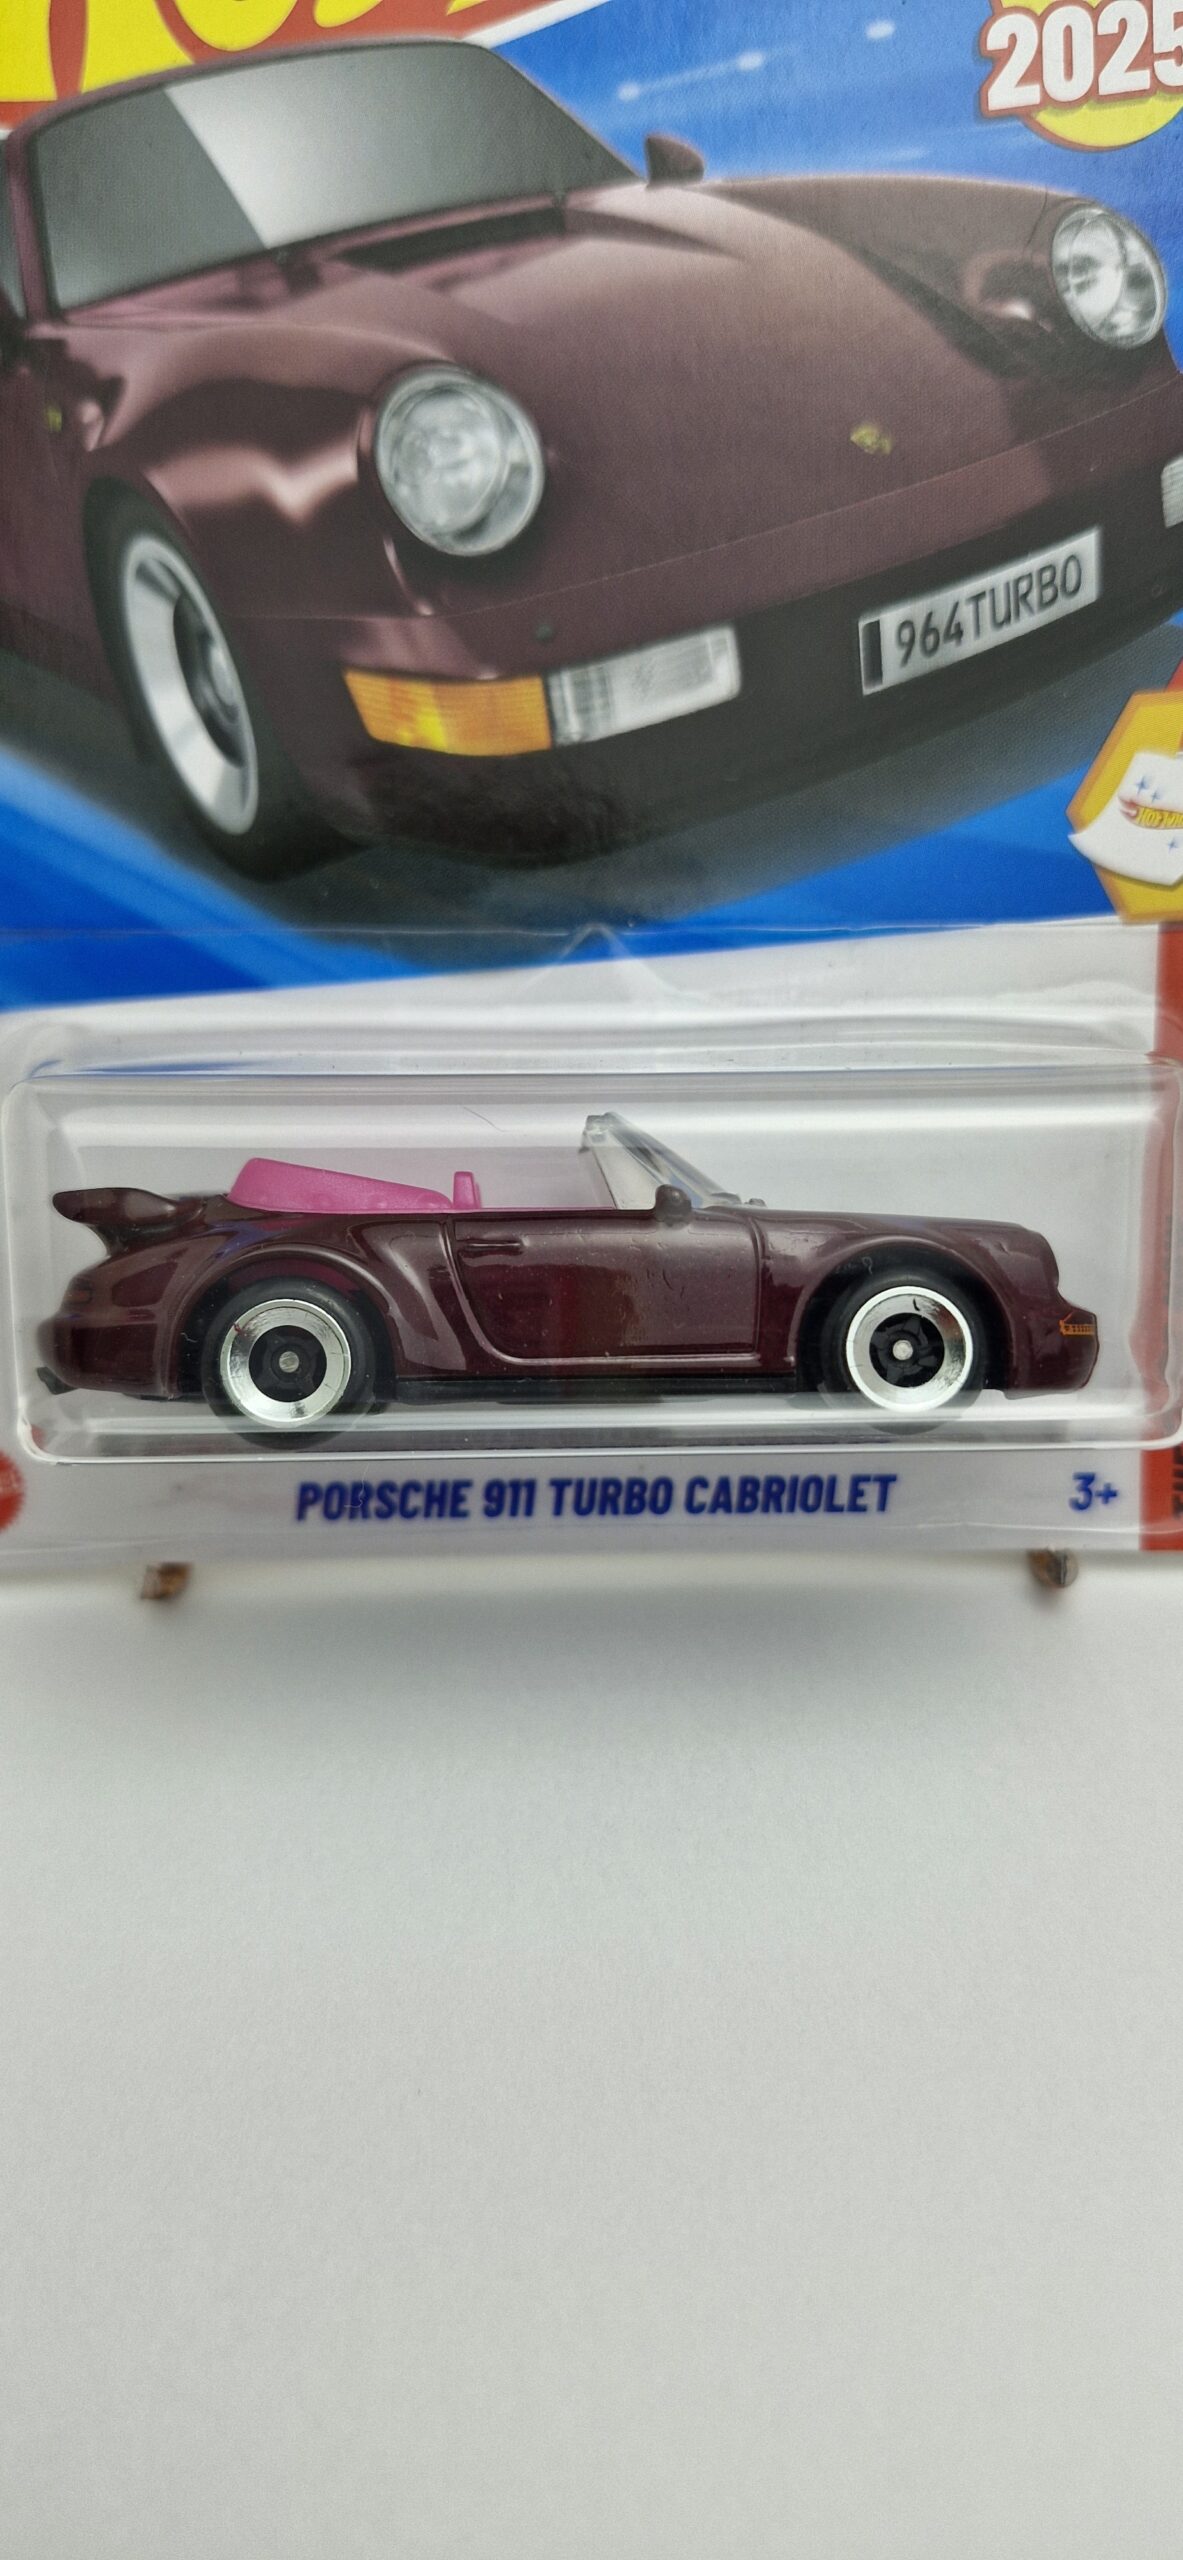 2025
964TURBO
PORSCHE 911 TURBO CABRIOLET
3+